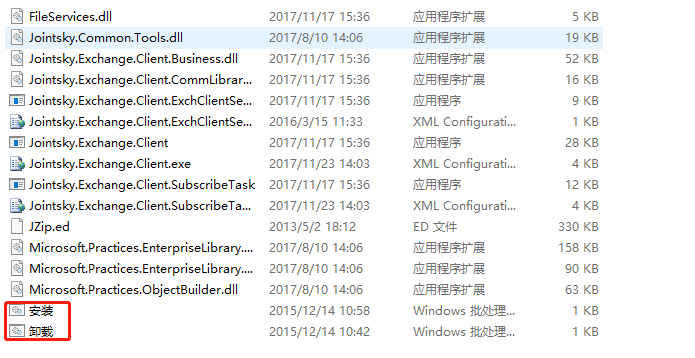 FileServices.dll 2017/11/17 15:36 应用程序扩展 5 KB
Jointsky.Common.Tools.dll 2017/8/10 14:06 应用程序扩展 19 KB
Jointsky.Exchange.Client.Business.dll 2017/11/17 15:36 应用程序扩展 52 KB
Jointsky.Exchange.Client.CommLibrar... 2017/11/17 15:36 应用程序扩展 16 KB
Jointsky.Exchange.Client.ExchClientSe... 2017/11/17 15:36 应用程序 9 KB
Jointsky.Exchange.Client.ExchClientSe... 2016/3/15 11:33 XML Configurati... 1 KB
Jointsky.Exchange.Client 2017/11/17 15:36 应用程序 28 KB
Jointsky.Exchange.Client.exe 2017/11/23 14:03 XML Configurati... 4 KB
Jointsky.Exchange.Client.SubscribeTask 2017/11/17 15:36 应用程序 12 KB
Jointsky.Exchange.Client.SubscribeTa... 2017/11/23 14:03 XML Configurati... 4 KB
JZip.ed 2013/5/2 18:12 ED 文件 330 KB
Microsoft.Practices.EnterpriseLibrary.... 2017/8/10 14:06 应用程序扩展 158 KB
Microsoft.Practices.EnterpriseLibrary.... 2017/8/10 14:06 应用程序扩展 90 KB
Microsoft.Practices.ObjectBuilder.dll 2017/8/10 14:06 应用程序扩展 63 KB
安装 2015/12/14 10:58 Windows 批处理... 1 KB
卸载 2015/12/14 10:42 Windows 批处理... 1 KB